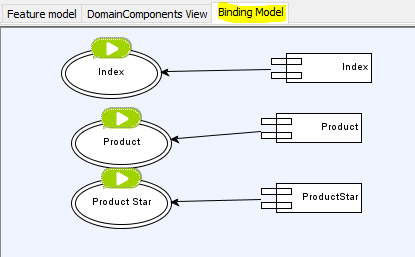 Feature model
DomainComponents View
Binding Model
Index
Index
Product
Product
Product Star
ProductStar